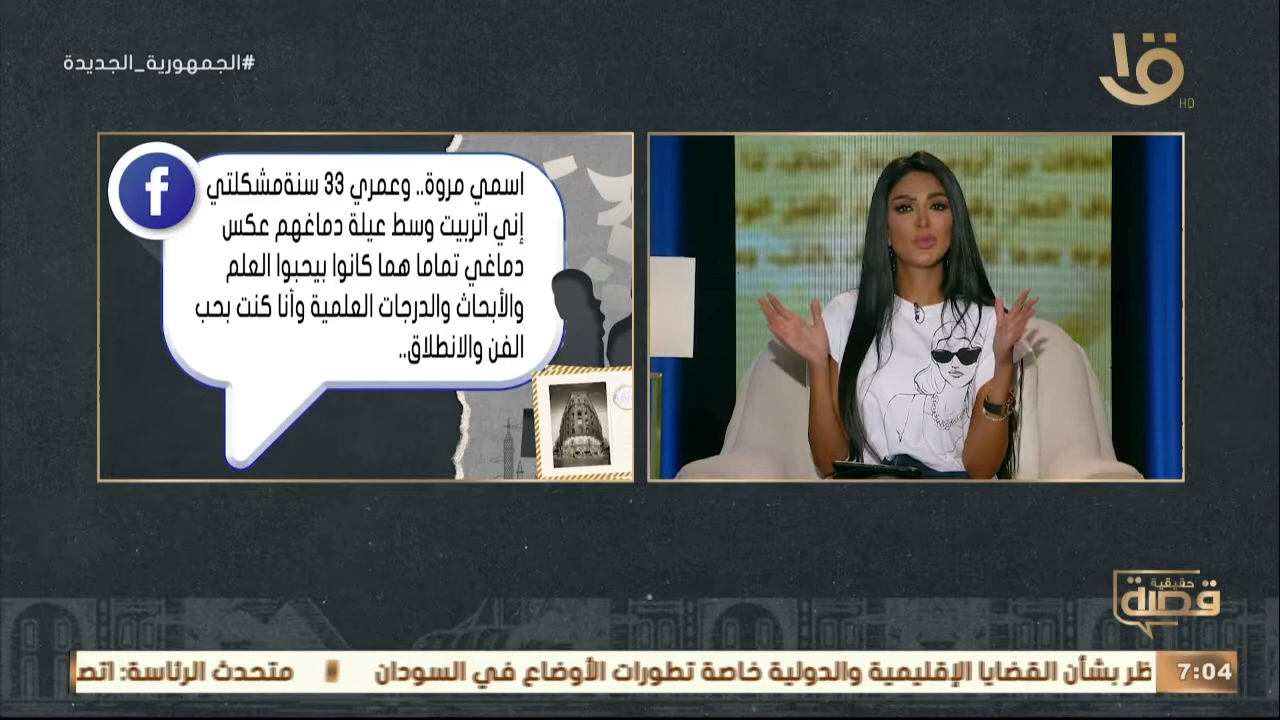 #الجمهورية_الجديدة
HD
اسمي مروة.. وعمري 33 سنةمشكلتي
إني اتربيت وسط عيلة دماغهم عكس
دماغي تماما هما كانوا بيحبوا العلم
والأبحاث والدرجات العلمية وأنا كنت بحب
الفن والانطلاق..
قصة حقيقية
7:04
ظر بشأن القضايا الإقليمية والدولية خاصة تطورات الأوضاع في السودان
متحدث الرئاسة: اتص